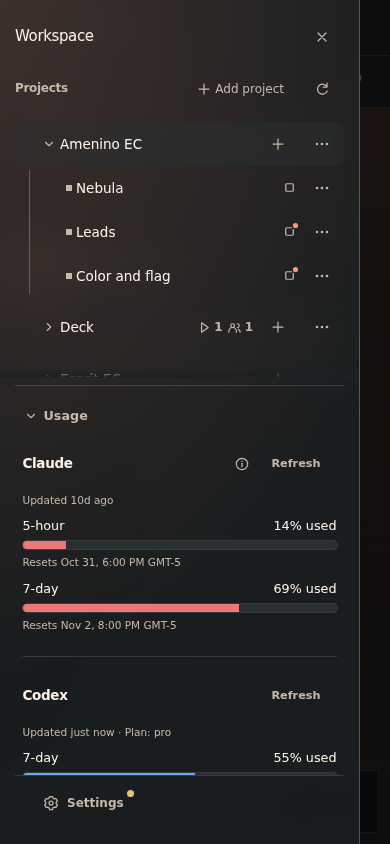 Workspace
Projects
Add project
Amenino EC
Nebula
Leads
Color and flag
Deck 1 1
Usage
Claude Refresh
Updated 10d ago
5-hour 14% used
Resets Oct 31, 6:00 PM GMT-5
7-day 69% used
Resets Nov 2, 8:00 PM GMT-5
Codex Refresh
Updated just now · Plan: pro
7-day 55% used
Settings